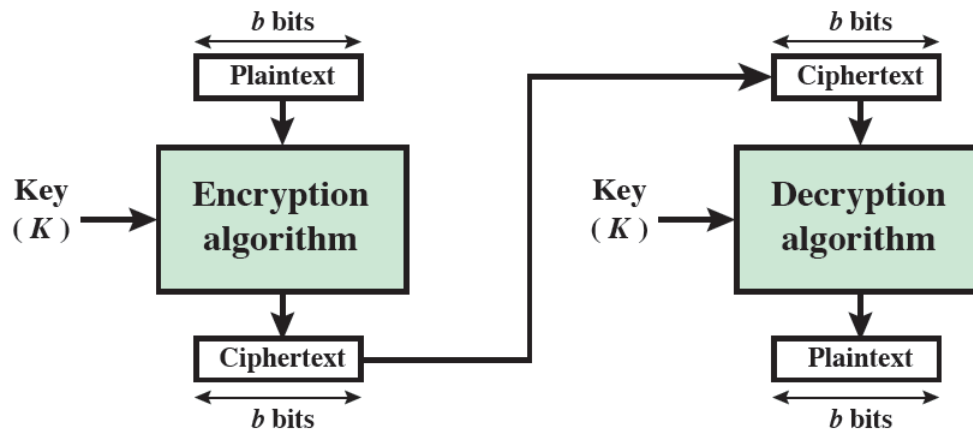 b bits
Plaintext
Key
( K )
Encryption
algorithm
Ciphertext
b bits
b bits
Ciphertext
Key
( K )
Decryption
algorithm
Plaintext
b bits